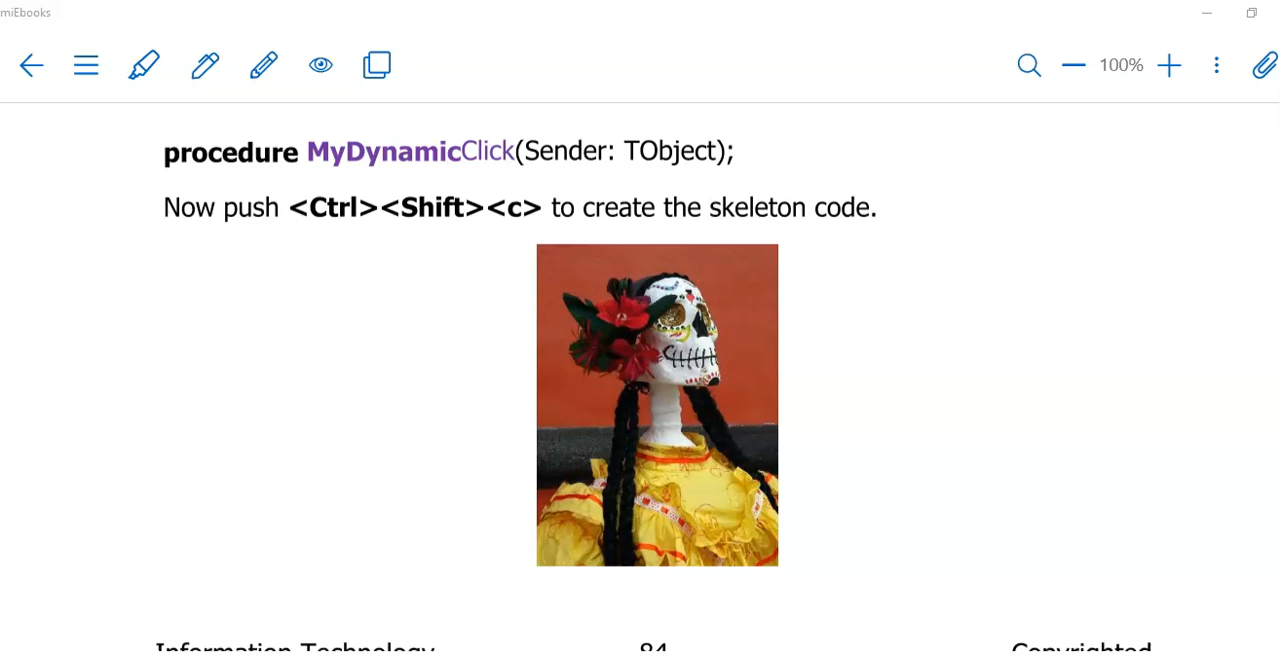 miEbooks
100%
procedure MyDynamicClick(Sender: TObject);
Now push <Ctrl><Shift><c> to create the skeleton code.
Information Technology 84 Copyrighted